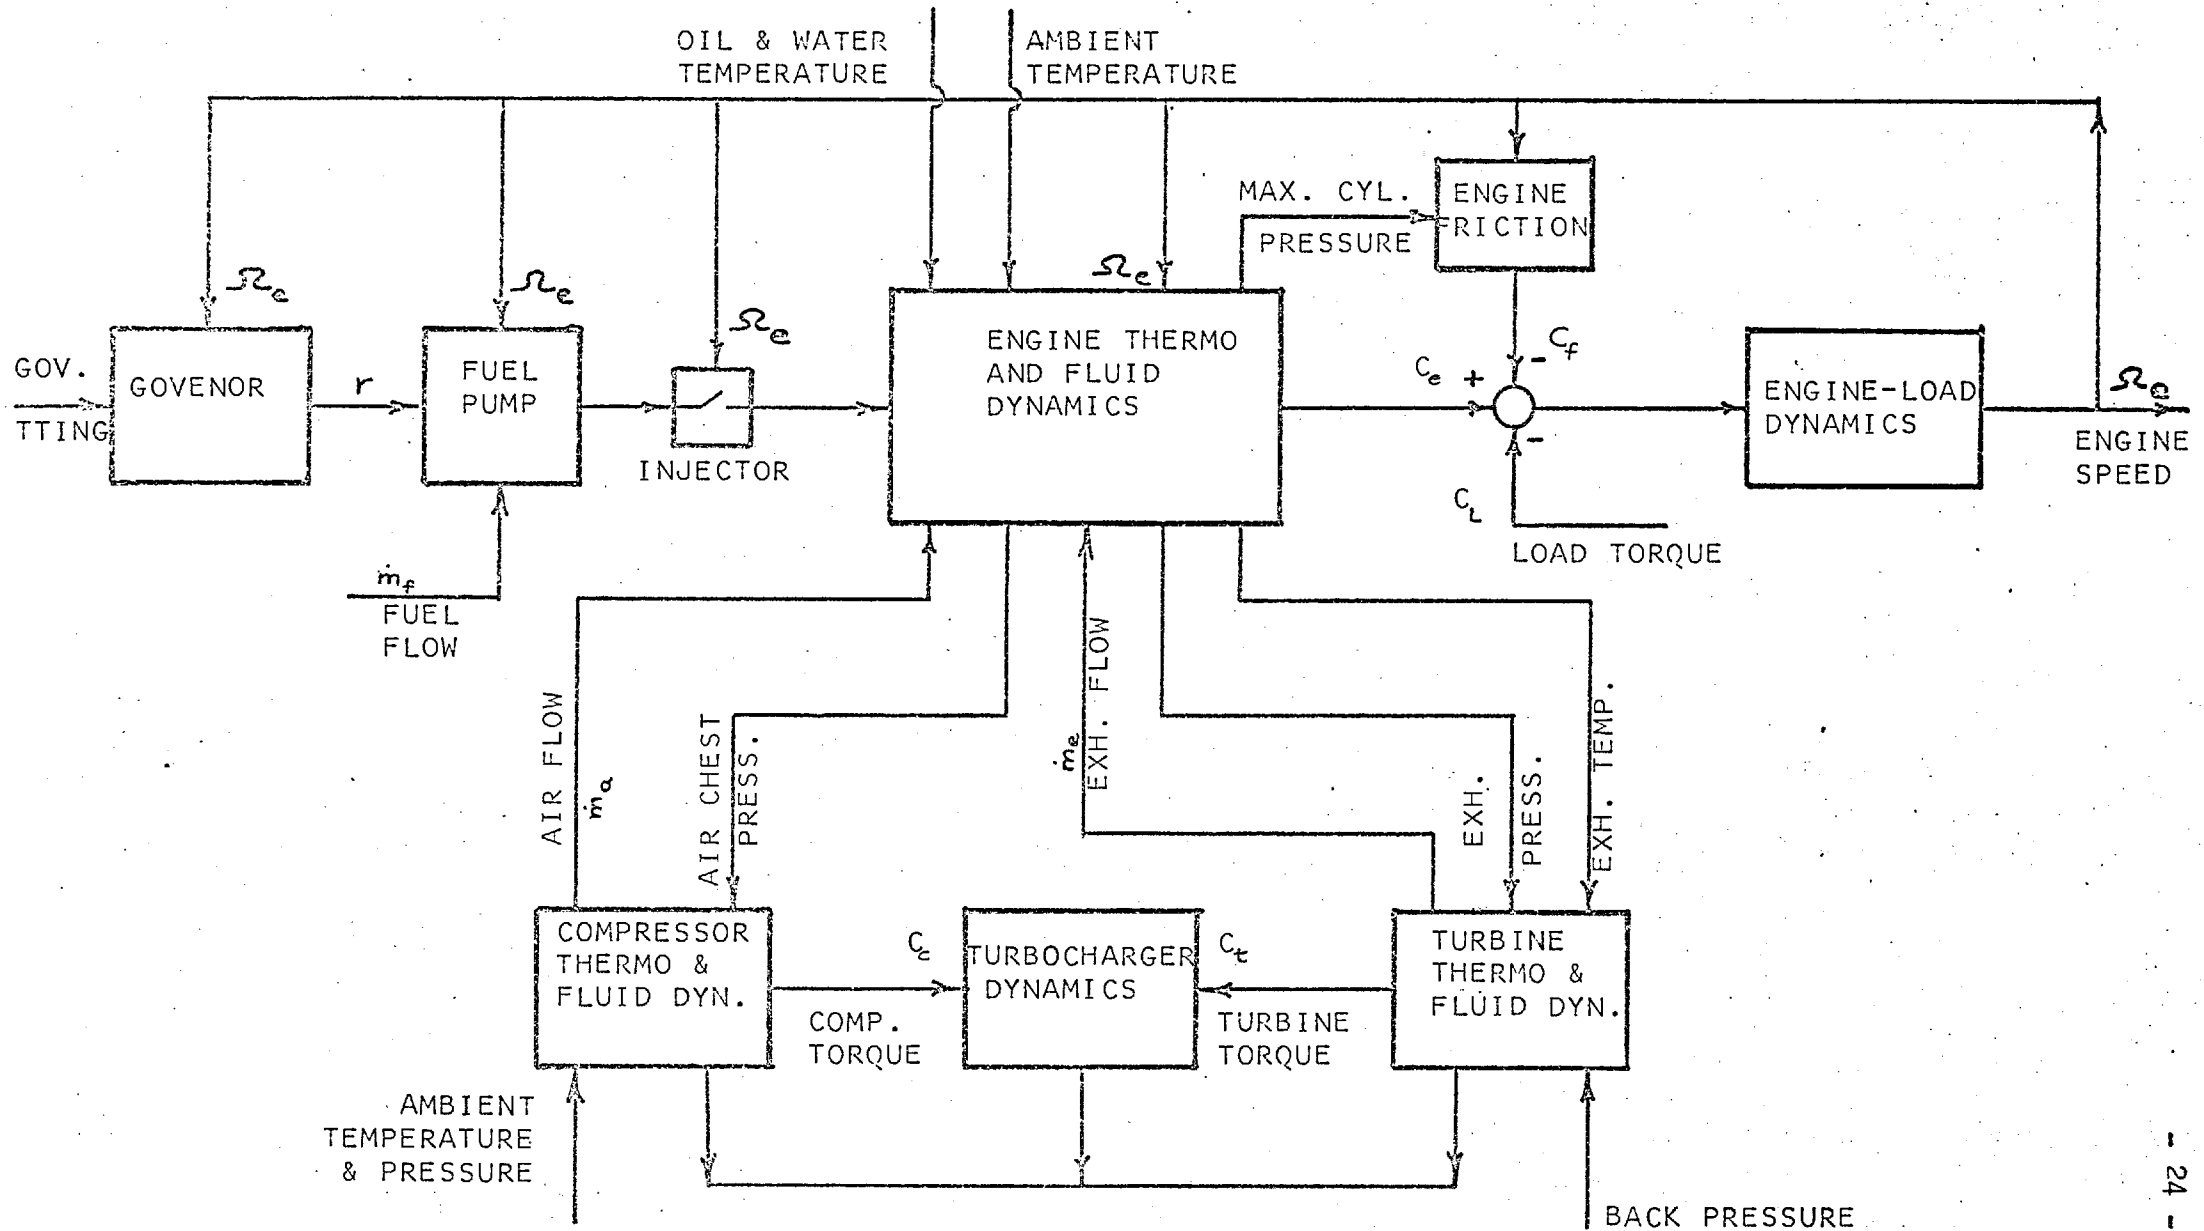 OIL & WATER
TEMPERATURE
AMBIENT
TEMPERATURE
MAX. CYL.
PRESSURE
ENGINE
FRICTION
Ωe
Ωe
Ωe
Ωe
GOV.
TTING
GOVENOR
r
FUEL
PUMP
INJECTOR
ENGINE THERMO
AND FLUID
DYNAMICS
Ce
+
- Cf
-
CL
LOAD TORQUE
ENGINE-LOAD
DYNAMICS
Ωe
ENGINE
SPEED
ṁf
FUEL
FLOW
AIR FLOW
ṁa
AIR CHEST
PRESS.
ṁe
EXH. FLOW
EXH.
PRESS.
EXH. TEMP.
COMPRESSOR
THERMO &
FLUID DYN.
Cc
COMP.
TORQUE
TURBOCHARGER
DYNAMICS
Ct
TURBINE
TORQUE
TURBINE
THERMO &
FLUID DYN.
AMBIENT
TEMPERATURE
& PRESSURE
BACK PRESSURE
- 24 -